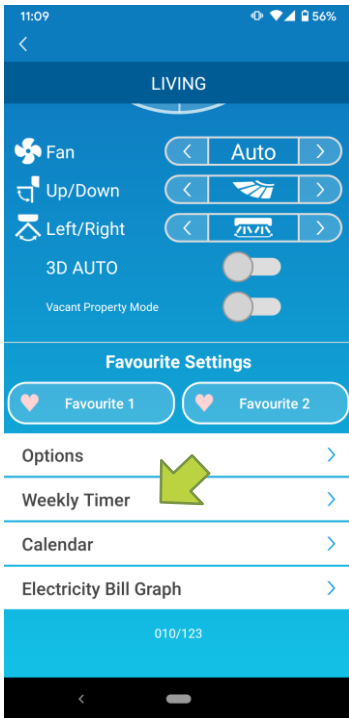 11:09 56%
LIVING
Fan Auto
Up/Down
Left/Right
3D AUTO
Vacant Property Mode
Favourite Settings
Favourite 1 Favourite 2
Options
Weekly Timer
Calendar
Electricity Bill Graph
010/123